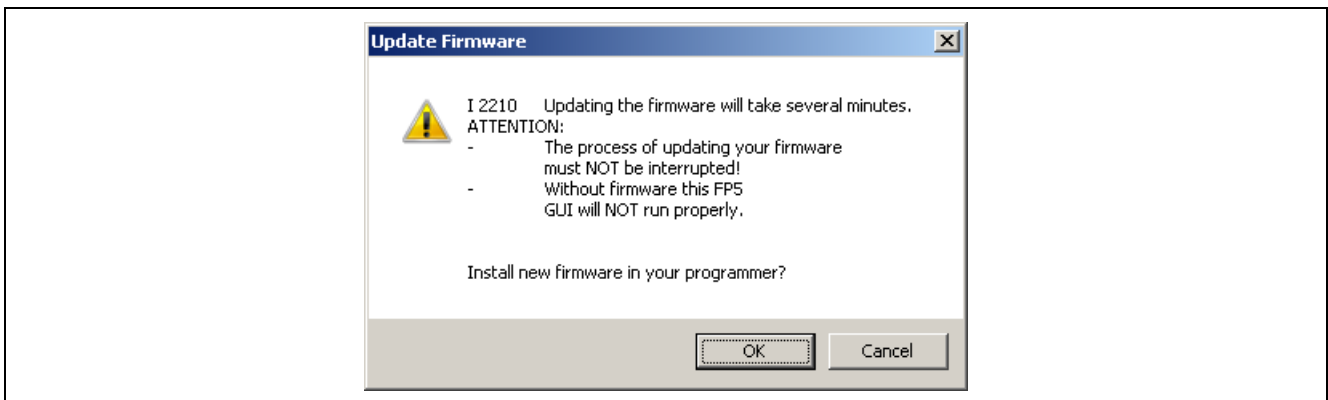 Update Firmware
I 2210 Updating the firmware will take several minutes.
ATTENTION:
- The process of updating your firmware
must NOT be interrupted!
- Without firmware this FP5
GUI will NOT run properly.
Install new firmware in your programmer?
OK Cancel